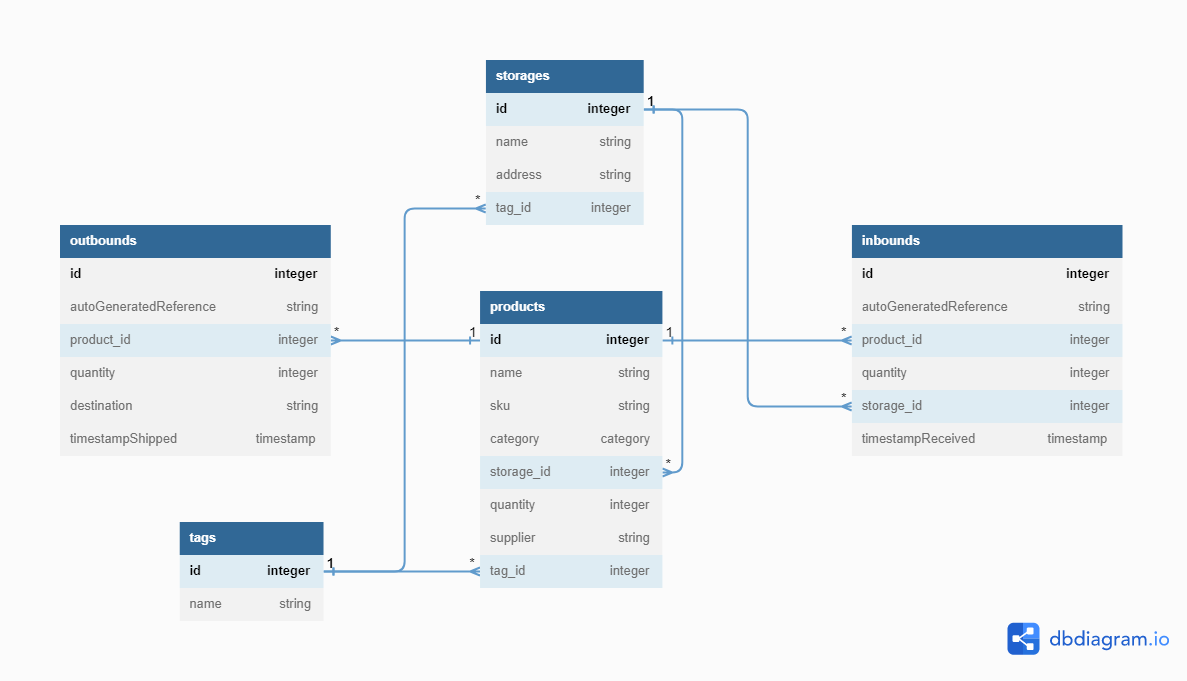 storages
id integer
name string
address string
tag_id integer
outbounds
id integer
autoGeneratedReference string
product_id integer
quantity integer
destination string
timestampShipped timestamp
products
id integer
name string
sku string
category category
storage_id integer
quantity integer
supplier string
tag_id integer
inbounds
id integer
autoGeneratedReference string
product_id integer
quantity integer
storage_id integer
timestampReceived timestamp
tags
id integer
name string
1
*
*
1
1
*
*
*
1
*
dbdiagram.io